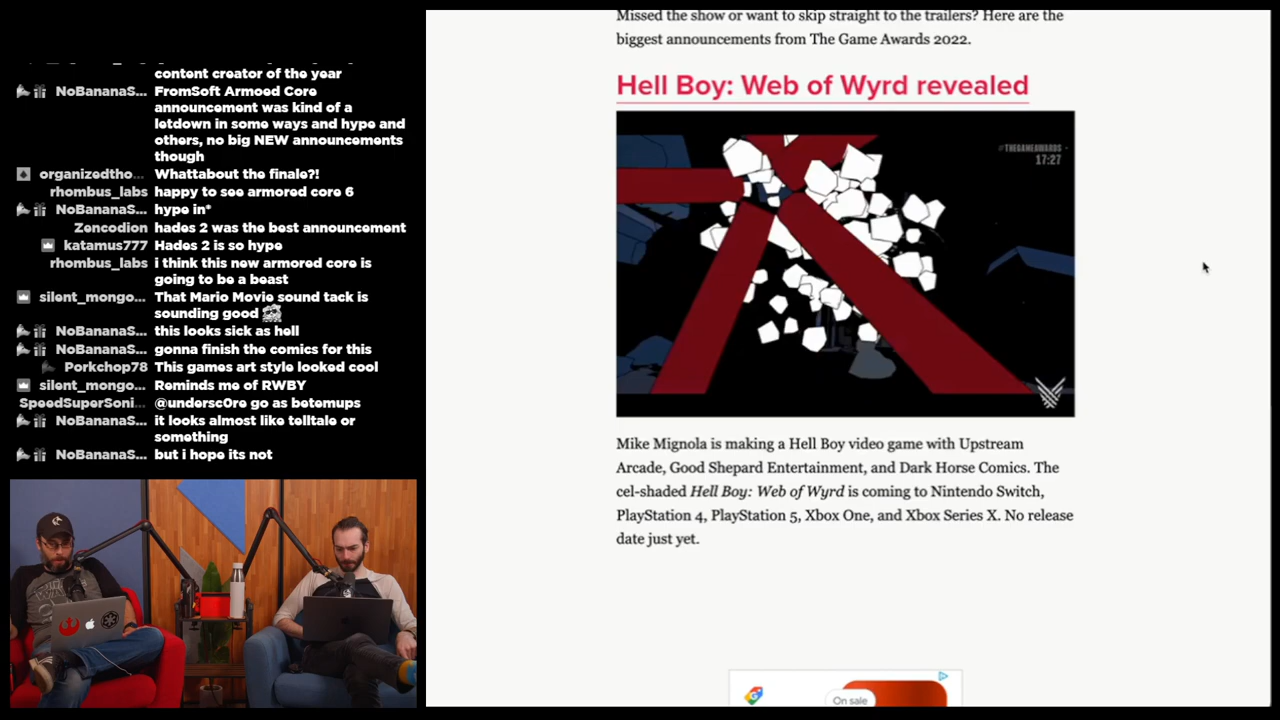 content creator of the year
NoBananaS... FromSoft Armoed Core
announcement was kind of a
letdown in some ways and hype and
others, no big NEW announcements
though
organizedtho... Whattabout the finale?!
rhombus_labs happy to see armored core 6
NoBananaS... hype in*
Zencodion hades 2 was the best announcement
katamus777 Hades 2 is so hype
rhombus_labs i think this new armored core is
going to be a beast
silent_mongo... That Mario Movie sound tack is
sounding good
NoBananaS... this looks sick as hell
NoBananaS... gonna finish the comics for this
Porkchop78 This games art style looked cool
silent_mongo... Reminds me of RWBY
SpeedSuperSoni... @undersc0re go as betemups
NoBananaS... it looks almost like telltale or
something
NoBananaS... but i hope its not
Missed the show or want to skip straight to the trailers? Here are the
biggest announcements from The Game Awards 2022.
Hell Boy: Web of Wyrd revealed
#THEGAMEAWARDS
17:27
Mike Mignola is making a Hell Boy video game with Upstream
Arcade, Good Shepard Entertainment, and Dark Horse Comics. The
cel-shaded Hell Boy: Web of Wyrd is coming to Nintendo Switch,
PlayStation 4, PlayStation 5, Xbox One, and Xbox Series X. No release
date just yet.
On sale